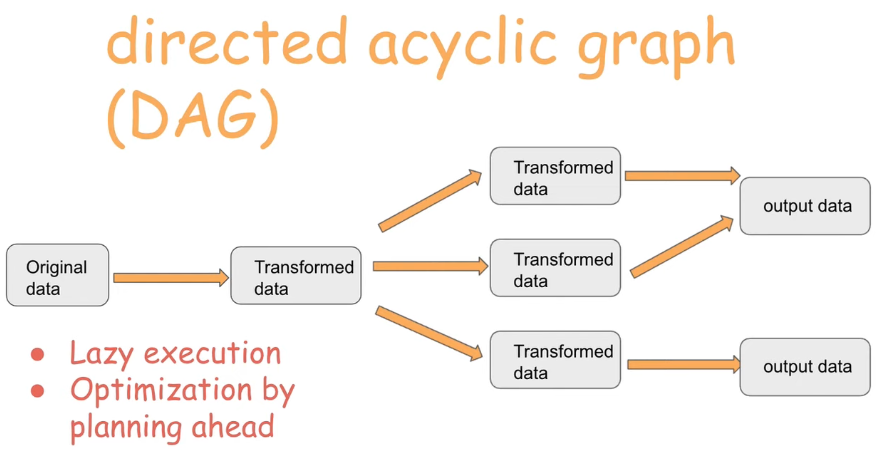 directed acyclic graph
(DAG)
Original
data
Transformed
data
Transformed
data
Transformed
data
Transformed
data
output data
output data
● Lazy execution
● Optimization by
planning ahead